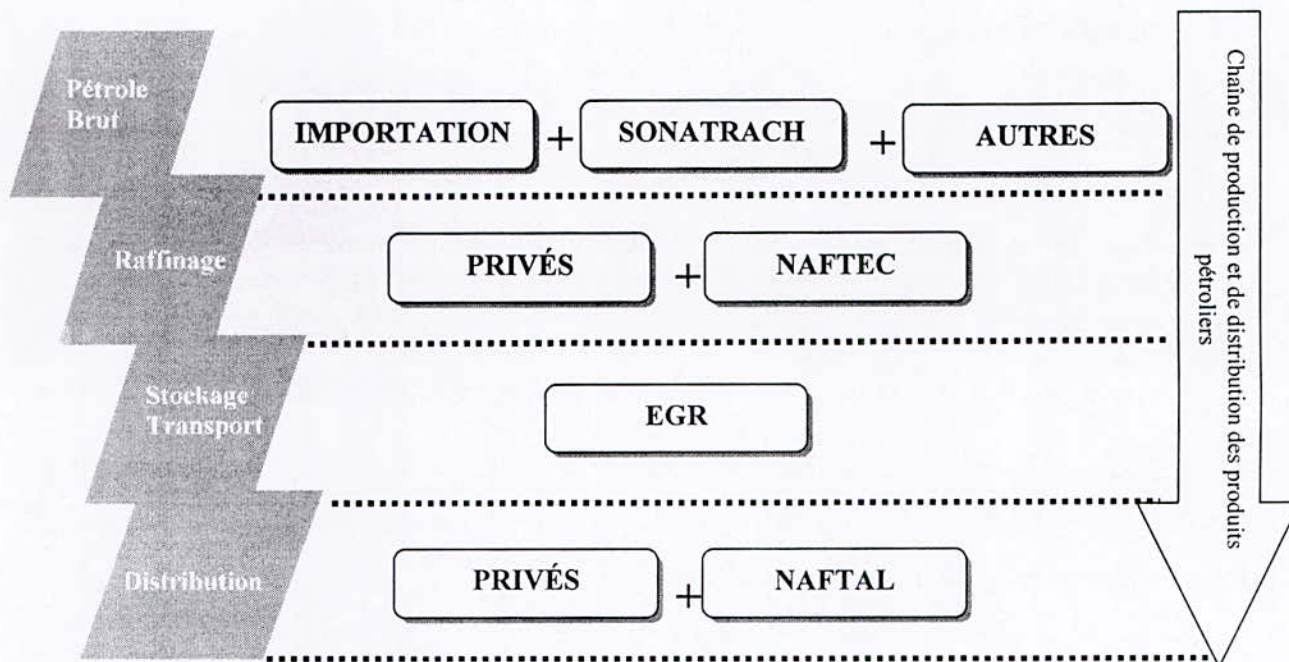 Pétrole
Brut
IMPORTATION + SONATRACH + AUTRES
Raffinage
PRIVÉS + NAFTEC
Stockage
Transport
EGR
Distribution
PRIVÉS + NAFTAL
Chaîne de production et de distribution des produits
pétroliers